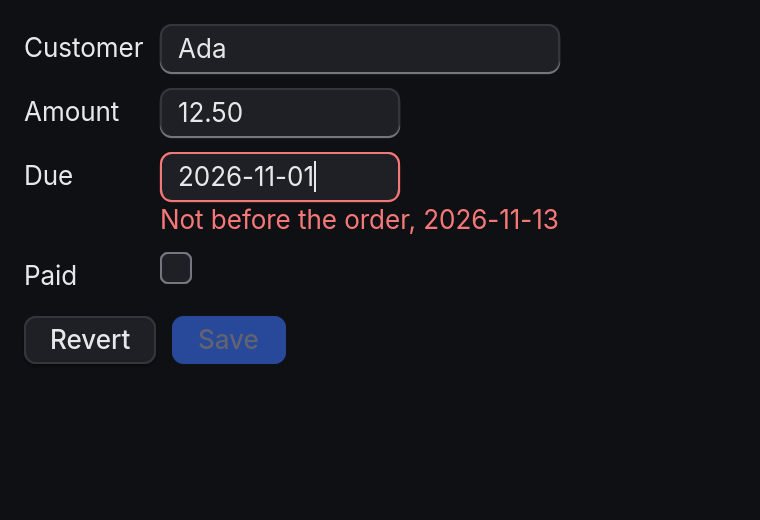 Customer Ada
Amount 12.50
Due 2026-11-01
Not before the order, 2026-11-13
Paid
Revert Save